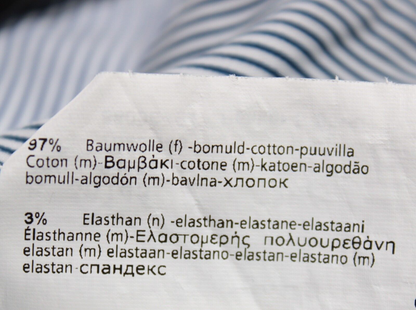 97% Baumwolle (f) -bomuld-cotton-puuvilla
Coton (m)-Βαμβάκι-cotone (m)-katoen-algodão
bomull-algodón (m)-bavlna-хлопок
3% Elasthan (n) -elasthan-elastane-elastaani
Élasthanne (m)-Ελαστομερής πολυουρεθάνη
elastan (m) elastaan-elastano-elastan-elastano (m)
elastan-спандекс